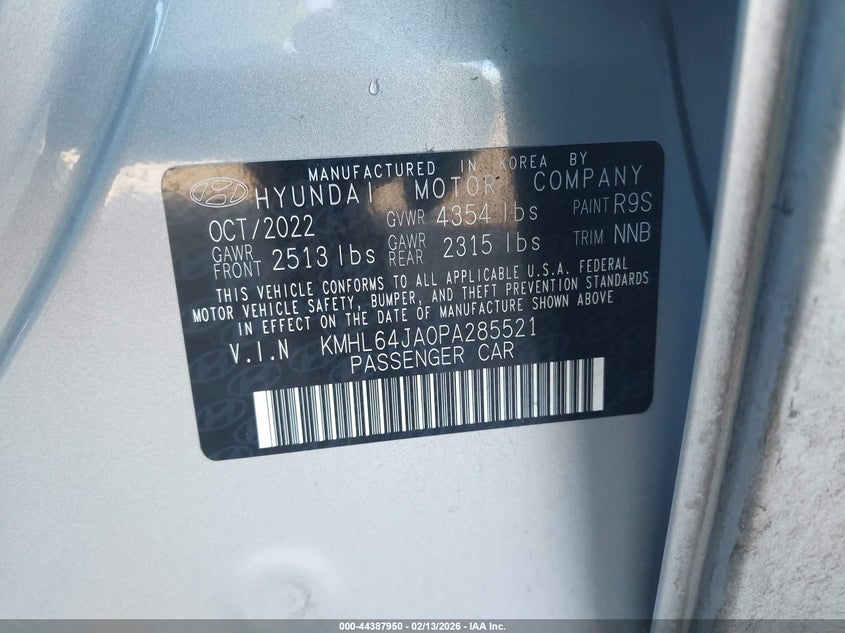 MANUFACTURED IN KOREA BY
HYUNDAI MOTOR COMPANY
OCT/2022 GVWR 4354 lbs PAINT R9S
GAWR FRONT 2513 lbs GAWR REAR 2315 lbs TRIM NNB
THIS VEHICLE CONFORMS TO ALL APPLICABLE U.S.A. FEDERAL
MOTOR VEHICLE SAFETY, BUMPER, AND THEFT PREVENTION STANDARDS
IN EFFECT ON THE DATE OF MANUFACTURE SHOWN ABOVE
V.I.N KMHL64JA0PA285521
PASSENGER CAR
000-44387950 - 02/13/2026 - IAA Inc.